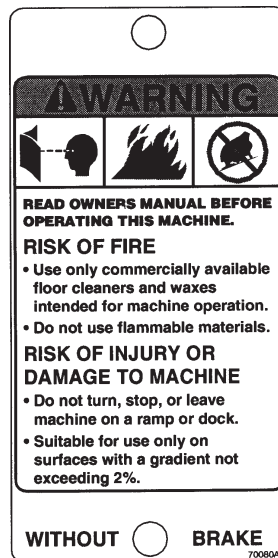 WARNING
READ OWNERS MANUAL BEFORE
OPERATING THIS MACHINE.
RISK OF FIRE
• Use only commercially available
floor cleaners and waxes
intended for machine operation.
• Do not use flammable materials.
RISK OF INJURY OR
DAMAGE TO MACHINE
• Do not turn, stop, or leave
machine on a ramp or dock.
• Suitable for use only on
surfaces with a gradient not
exceeding 2%.
WITHOUT BRAKE
70080A